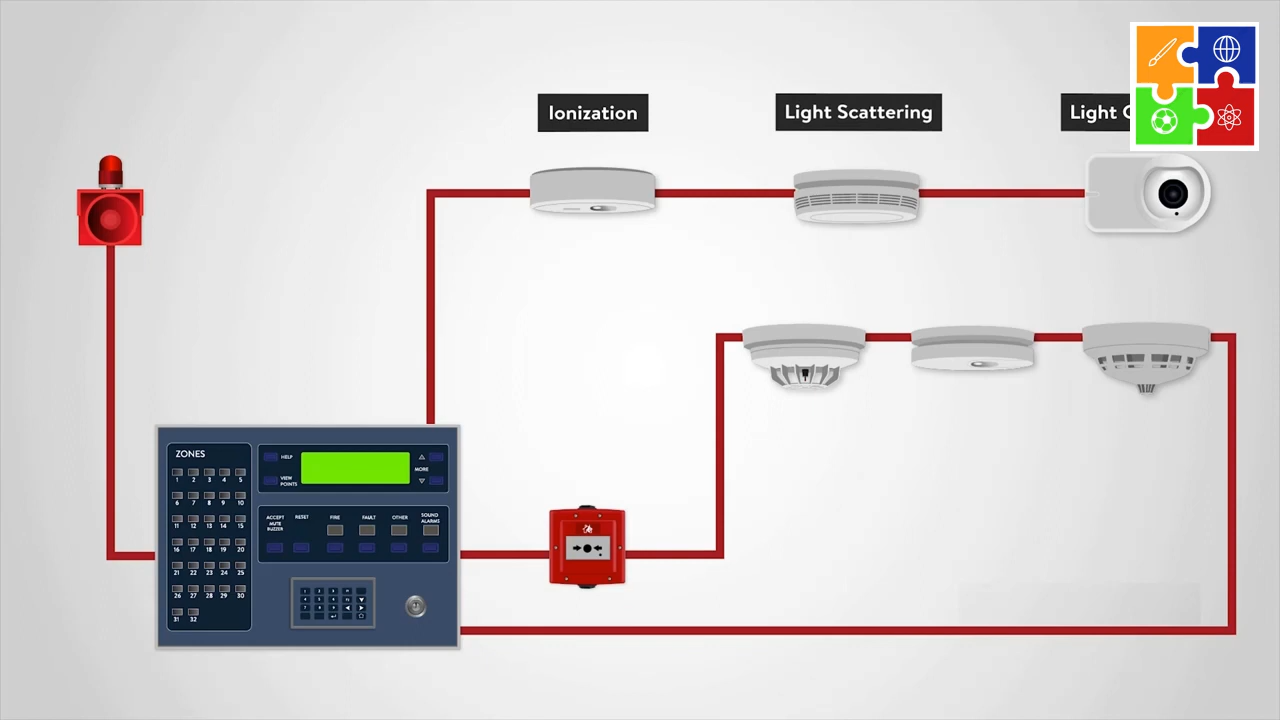 Ionization
Light Scattering
Light
ZONES
1 2 3 4 5
6 7 8 9 10
11 12 13 14 15
16 17 18 19 20
21 22 23 24 25
26 27 28 29 30
31 32
HELP
VIEW
POINTS
MORE
ACCEPT
MUTE
BUZZER
RESET
FIRE
FAULT
OTHER
SOUND
ALARMS